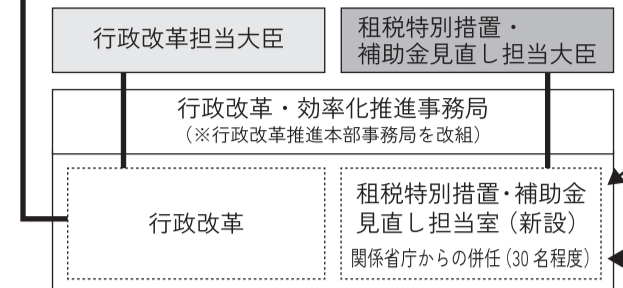 行政改革担当大臣
租税特別措置・
補助金見直し担当大臣
行政改革・効率化推進事務局
（※行政改革推進本部事務局を改組）
行政改革
租税特別措置・補助金
見直し担当室（新設）
関係省庁からの併任（30名程度）